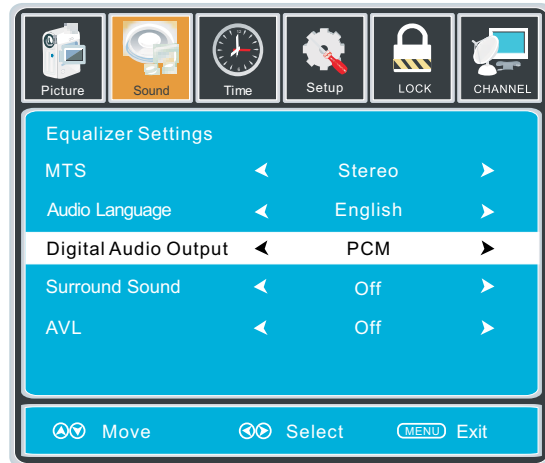 Picture Sound Time Setup LOCK CHANNEL
Equalizer Settings
MTS Stereo
Audio Language English
Digital Audio Output PCM
Surround Sound Off
AVL Off
Move Select MENU Exit